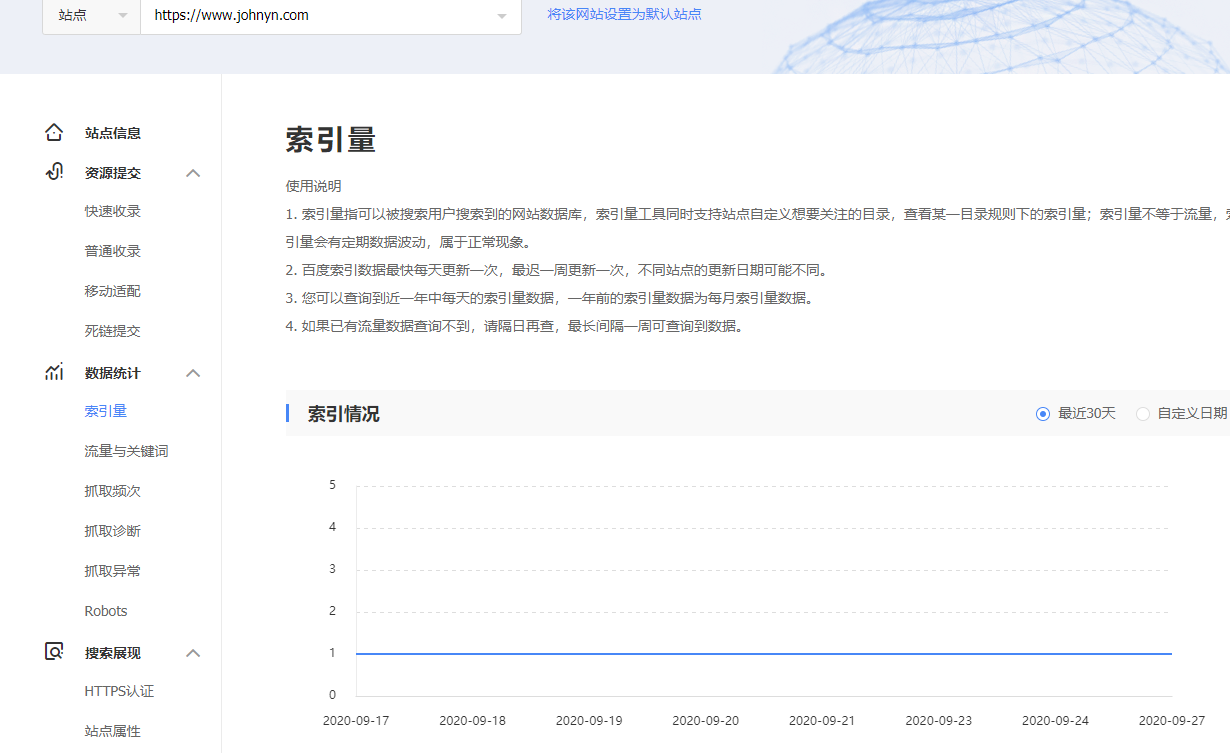 站点
https://www.johnyn.com
将该网站设置为默认站点
站点信息
资源提交
快速收录
普通收录
移动适配
死链提交
数据统计
索引量
流量与关键词
抓取频次
抓取诊断
抓取异常
Robots
搜索展现
HTTPS认证
站点属性
索引量
使用说明
1. 索引量指可以被搜索用户搜索到的网站数据库，索引量工具同时支持站点自定义想要关注的目录，查看某一目录规则下的索引量；索引量不等于流量，
引量会有定期数据波动，属于正常现象。
2. 百度索引数据最快每天更新一次，最迟一周更新一次，不同站点的更新日期可能不同。
3. 您可以查询到近一年中每天的索引量数据，一年前的索引量数据为每月索引量数据。
4. 如果已有流量数据查询不到，请隔日再查，最长间隔一周可查询到数据。
索引情况
最近30天
自定义日期
5
4
3
2
1
0
2020-09-17
2020-09-18
2020-09-19
2020-09-20
2020-09-21
2020-09-23
2020-09-24
2020-09-27